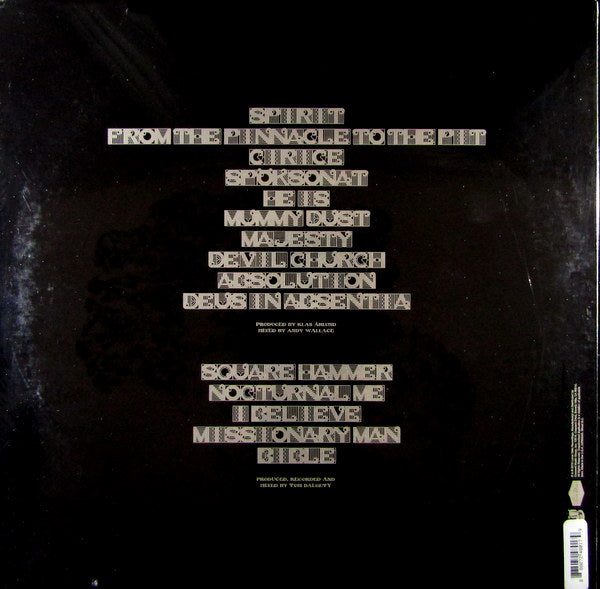 SPIRIT
FROM THE PINNACLE TO THE PIT
CIRICE
SPÖKSONAT
HE IS
MUMMY DUST
MAJESTY
DEVIL CHURCH
ABSOLUTION
DEUS IN ABSENTIA
PRODUCED BY KLAS ÅHLUND
MIXED BY ANDY WALLACE
SQUARE HAMMER
NOCTURNAL ME
I BELIEVE
MISSIONARY MAN
BIBLE
PRODUCED, RECORDED AND
MIXED BY TOM DALGETY